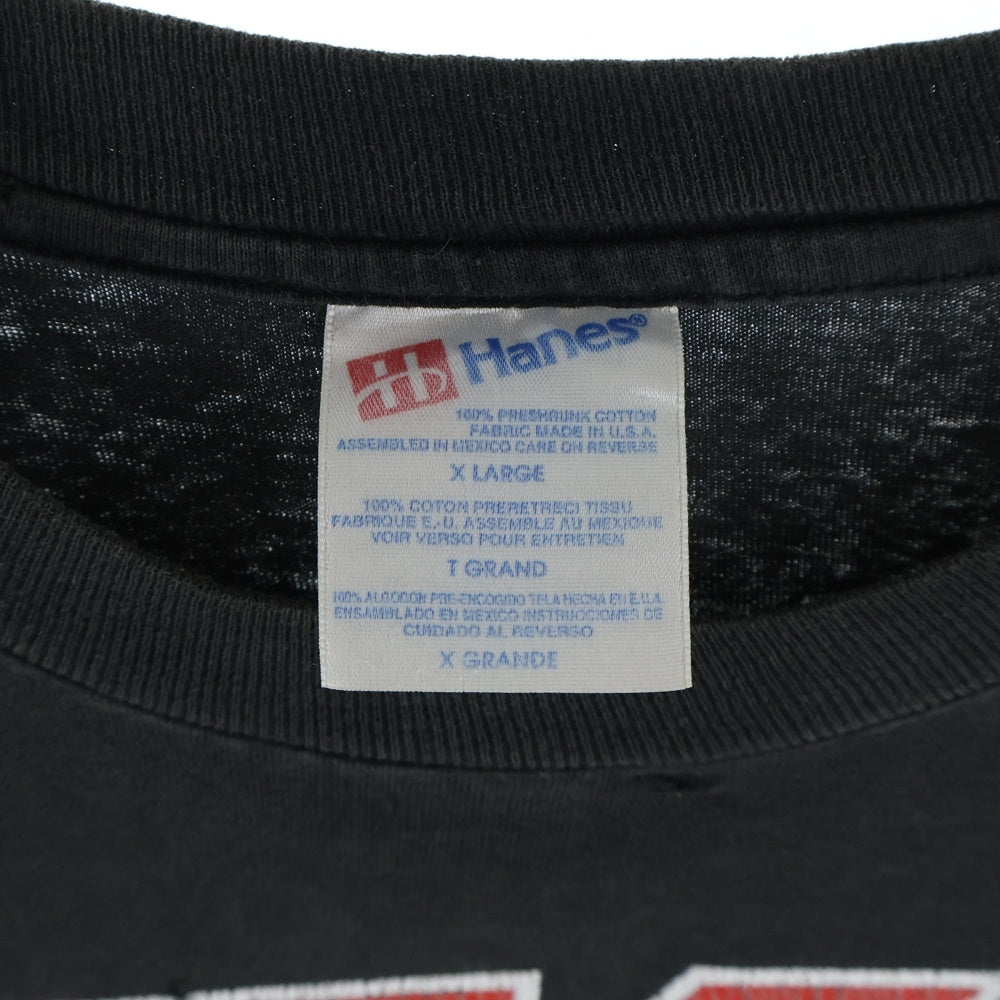 Hanes®
100% PRESHRUNK COTTON
FABRIC MADE IN U.S.A.
ASSEMBLED IN MEXICO CARE ON REVERSE
X LARGE
100% COTON PRERETRECI TISSU
FABRIQUE E.-U. ASSEMBLE AU MEXIQUE
VOIR VERSO POUR ENTRETIEN
T GRAND
100% ALGODON PRE-ENCOGIDO TELA HECHA EN E.U.A.
ENSAMBLADO EN MEXICO INSTRUCCIONES DE
CUIDADO AL REVERSO
X GRANDE